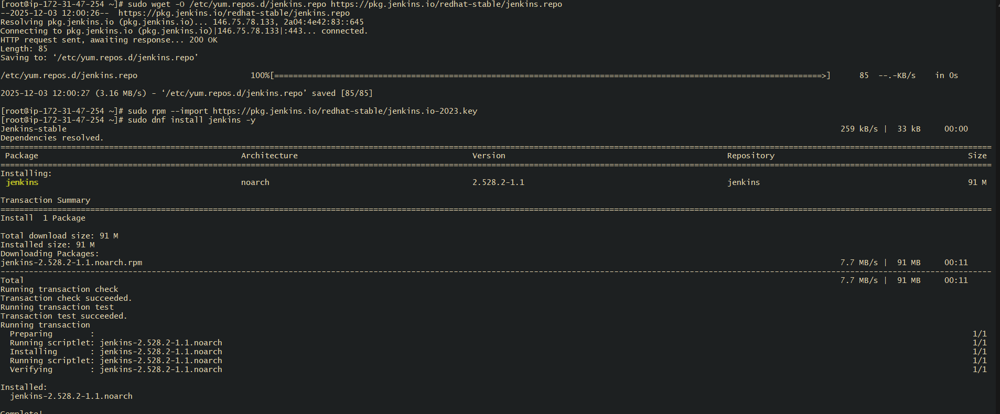 [root@ip-172-31-47-254 ~]# sudo wget -O /etc/yum.repos.d/jenkins.repo https://pkg.jenkins.io/redhat-stable/jenkins.repo
--2025-12-03 12:00:26--  https://pkg.jenkins.io/redhat-stable/jenkins.repo
Resolving pkg.jenkins.io (pkg.jenkins.io)... 146.75.78.133, 2a04:4e42:83::645
Connecting to pkg.jenkins.io (pkg.jenkins.io)|146.75.78.133|:443... connected.
HTTP request sent, awaiting response... 200 OK
Length: 85
Saving to: ‘/etc/yum.repos.d/jenkins.repo’
/etc/yum.repos.d/jenkins.repo 100%[====================================================================================================================>] 85 --.-KB/s in 0s
2025-12-03 12:00:27 (3.16 MB/s) - ‘/etc/yum.repos.d/jenkins.repo’ saved [85/85]
[root@ip-172-31-47-254 ~]# sudo rpm --import https://pkg.jenkins.io/redhat-stable/jenkins.io-2023.key
[root@ip-172-31-47-254 ~]# sudo dnf install jenkins -y
Jenkins-stable 259 kB/s | 33 kB 00:00
Dependencies resolved.
Package Architecture Version Repository Size
Installing:
jenkins noarch 2.528.2-1.1 jenkins 91 M
Transaction Summary
Install  1 Package
Total download size: 91 M
Installed size: 91 M
Downloading Packages:
jenkins-2.528.2-1.1.noarch.rpm 7.7 MB/s | 91 MB 00:11
Total 7.7 MB/s | 91 MB 00:11
Running transaction check
Transaction check succeeded.
Running transaction test
Transaction test succeeded.
Running transaction
Preparing        : 1/1
Running scriptlet: jenkins-2.528.2-1.1.noarch 1/1
Installing       : jenkins-2.528.2-1.1.noarch 1/1
Running scriptlet: jenkins-2.528.2-1.1.noarch 1/1
Verifying        : jenkins-2.528.2-1.1.noarch 1/1
Installed:
jenkins-2.528.2-1.1.noarch
Complete!